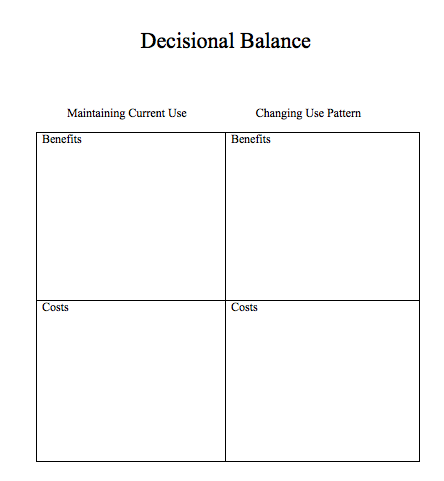 Decisional Balance
Maintaining Current Use Changing Use Pattern
Benefits Benefits
Costs Costs